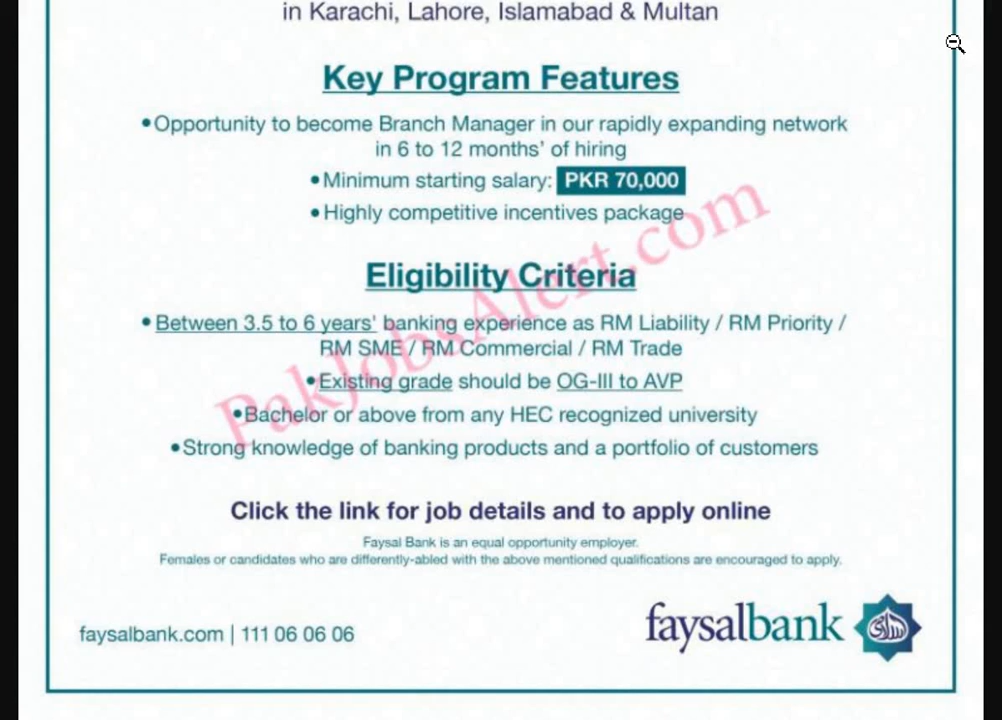 in Karachi, Lahore, Islamabad & Multan
Key Program Features
•Opportunity to become Branch Manager in our rapidly expanding network
in 6 to 12 months' of hiring
•Minimum starting salary: PKR 70,000
•Highly competitive incentives package
Eligibility Criteria
•Between 3.5 to 6 years' banking experience as RM Liability / RM Priority /
RM SME / RM Commercial / RM Trade
•Existing grade should be OG-III to AVP
•Bachelor or above from any HEC recognized university
•Strong knowledge of banking products and a portfolio of customers
PakJobsAlert.com
Click the link for job details and to apply online
Faysal Bank is an equal opportunity employer.
Females or candidates who are differently-abled with the above mentioned qualifications are encouraged to apply.
faysalbank.com | 111 06 06 06
faysalbank